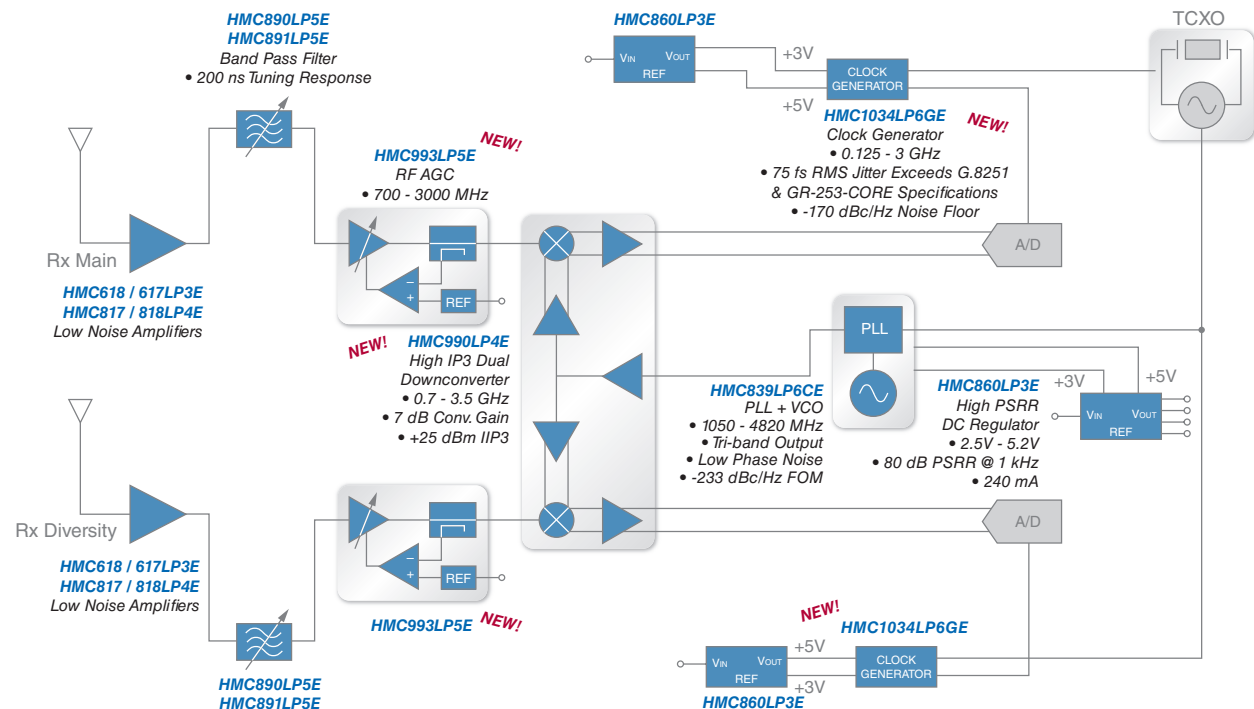 HMC890LP5E
HMC891LP5E
Band Pass Filter
• 200 ns Tuning Response
HMC860LP3E
VIN
VOUT
REF
+3V
+5V
CLOCK
GENERATOR
TCXO
HMC1034LP6GE
NEW!
Clock Generator
• 0.125 - 3 GHz
• 75 fs RMS Jitter Exceeds G.8251
& GR-253-CORE Specifications
• -170 dBc/Hz Noise Floor
NEW!
HMC993LP5E
RF AGC
• 700 - 3000 MHz
Rx Main
HMC618 / 617LP3E
HMC817 / 818LP4E
Low Noise Amplifiers
–
+
REF
A/D
NEW!
HMC990LP4E
High IP3 Dual
Downconverter
• 0.7 - 3.5 GHz
• 7 dB Conv. Gain
• +25 dBm IIP3
PLL
HMC839LP6CE
PLL + VCO
• 1050 - 4820 MHz
• Tri-band Output
• Low Phase Noise
• -233 dBc/Hz FOM
HMC860LP3E
High PSRR
DC Regulator
• 2.5V - 5.2V
• 80 dB PSRR @ 1 kHz
• 240 mA
+3V
+5V
VIN
VOUT
REF
Rx Diversity
HMC618 / 617LP3E
HMC817 / 818LP4E
Low Noise Amplifiers
–
+
REF
A/D
HMC993LP5E
NEW!
HMC890LP5E
HMC891LP5E
NEW!
HMC1034LP6GE
VIN
VOUT
REF
+5V
+3V
CLOCK
GENERATOR
HMC860LP3E